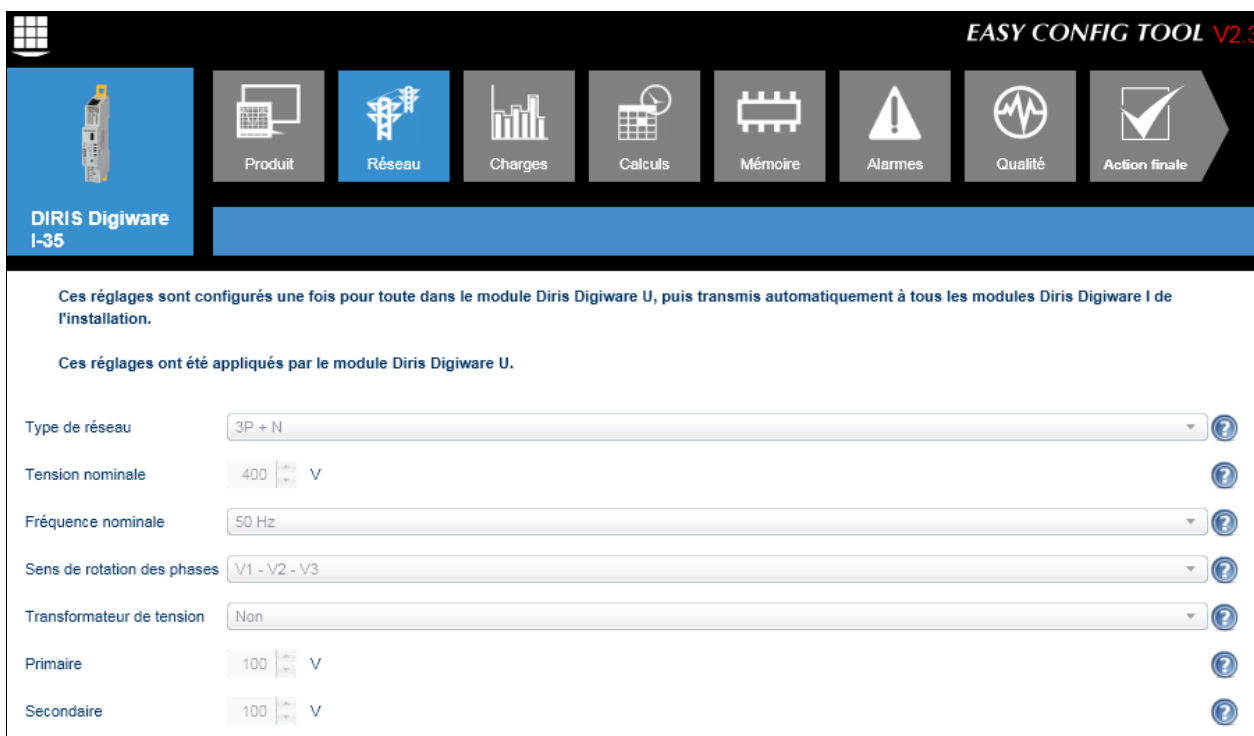 EASY CONFIG TOOL V2.3
Produit
Réseau
Charges
Calculs
Mémoire
Alarmes
Qualité
Action finale
DIRIS Digiware
I-35
Ces réglages sont configurés une fois pour toute dans le module Diris Digiware U, puis transmis automatiquement à tous les modules Diris Digiware I de
l'installation.
Ces réglages ont été appliqués par le module Diris Digiware U.
Type de réseau 3P + N
Tension nominale 400 V
Fréquence nominale 50 Hz
Sens de rotation des phases V1 - V2 - V3
Transformateur de tension Non
Primaire 100 V
Secondaire 100 V